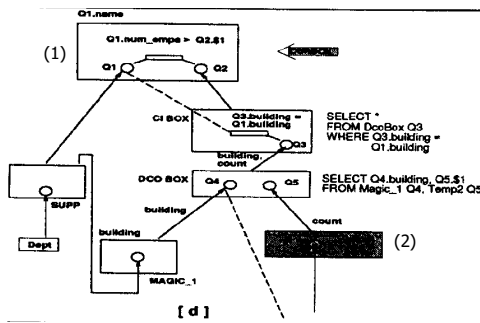 Q1.name
(1)
Q1.num_emps > Q2.$1
Q1
Q2
CI BOX
Q3.building =
Q1.building
Q3
SELECT *
FROM DcoBox Q3
WHERE Q3.building =
Q1.building
building,
count
DCO BOX
Q4
Q5
SELECT Q4.building, Q5.$1
FROM Magic_1 Q4, Temp2 Q5
SUPP
Dept
building
building
count
(2)
MAGIC_1
[ d ]